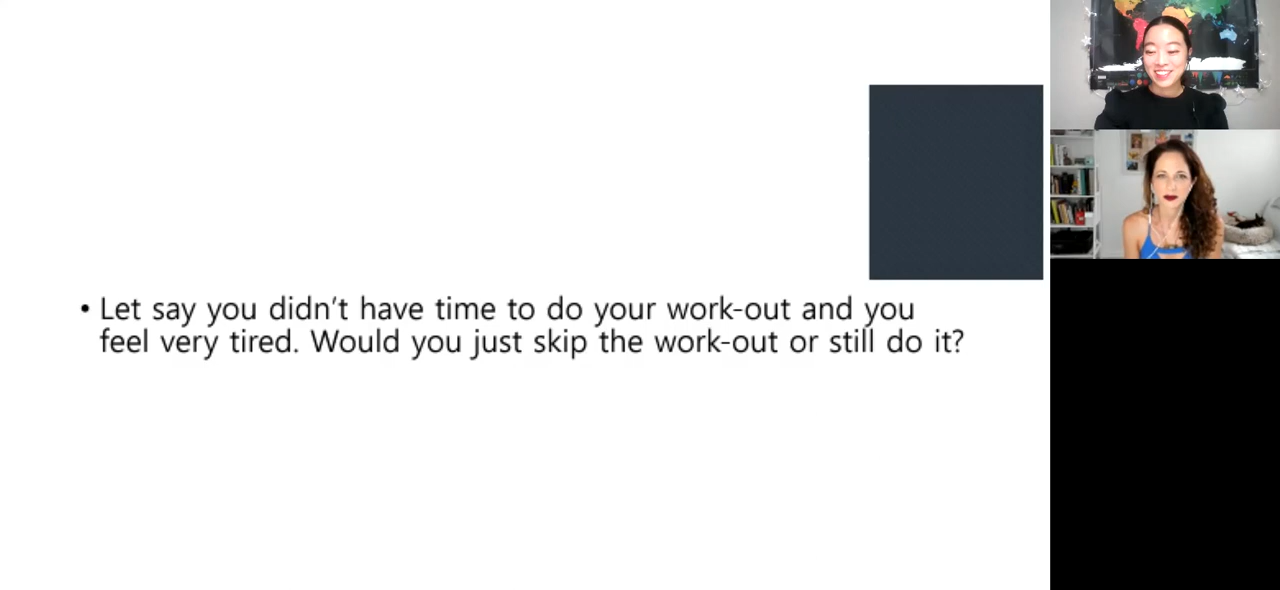 • Let say you didn't have time to do your work-out and you
feel very tired. Would you just skip the work-out or still do it?